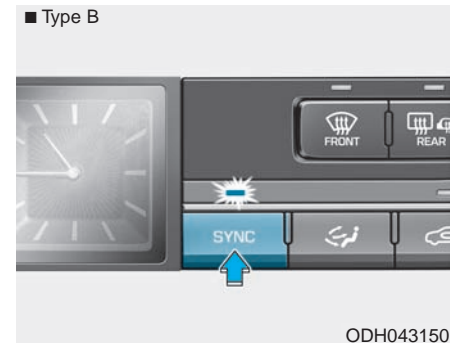 ■ Type B
FRONT
REAR
SYNC
ODH043150